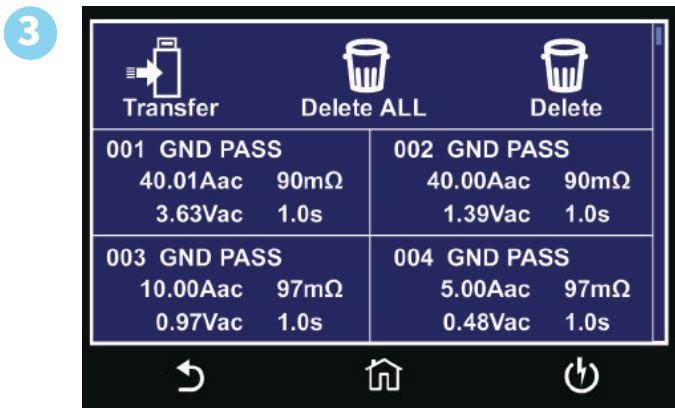 3
Transfer Delete ALL Delete
001 GND PASS
40.01Aac 90mΩ
3.63Vac 1.0s
002 GND PASS
40.00Aac 90mΩ
1.39Vac 1.0s
003 GND PASS
10.00Aac 97mΩ
0.97Vac 1.0s
004 GND PASS
5.00Aac 97mΩ
0.48Vac 1.0s